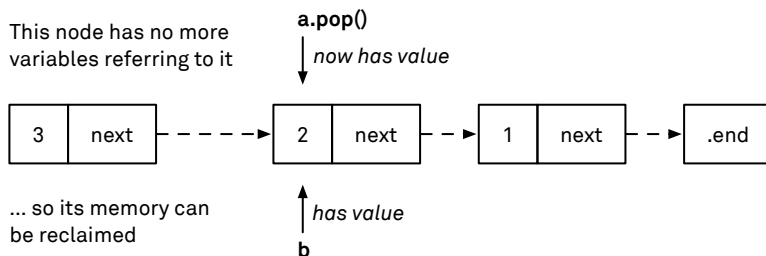 This node has no more
variables referring to it
a.pop()
now has value
3 next 2 next 1 next .end
... so its memory can
be reclaimed
has value
b